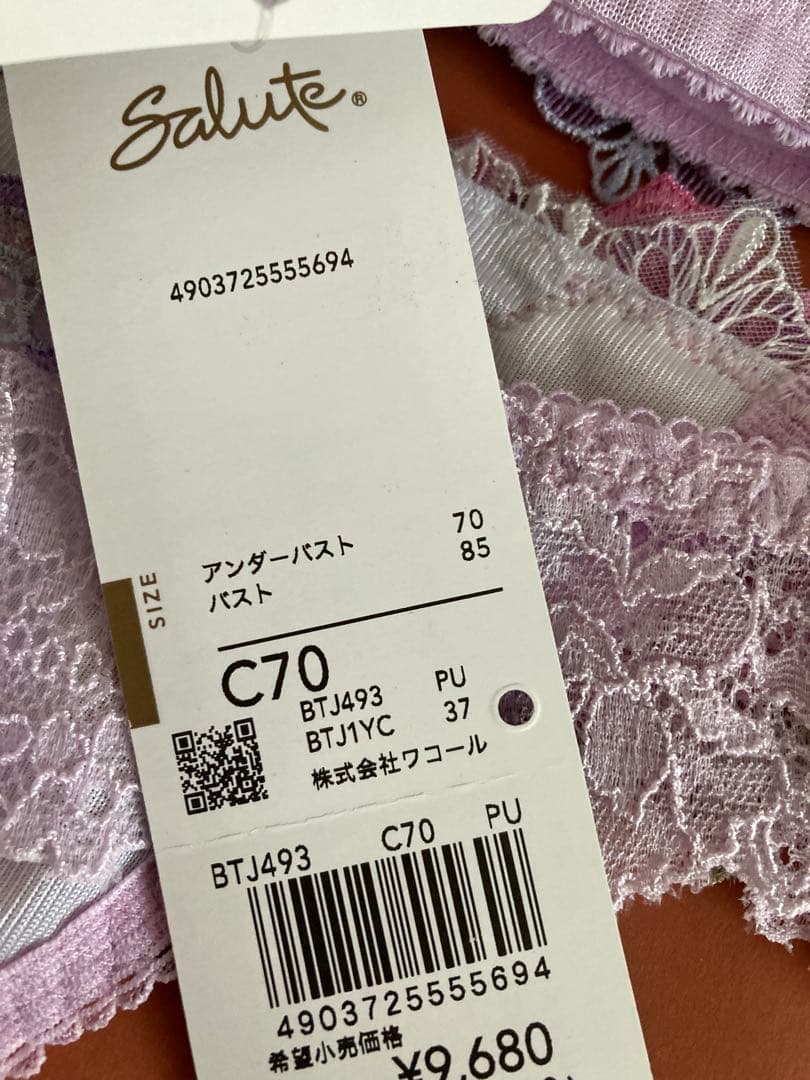 Salute®
4903725555694
アンダーバスト 70
バスト 85
SIZE
C70
BTJ493 PU
BTJ1YC 37
株式会社ワコール
BTJ493 C70 PU
4903725555694
希望小売価格
¥9,680